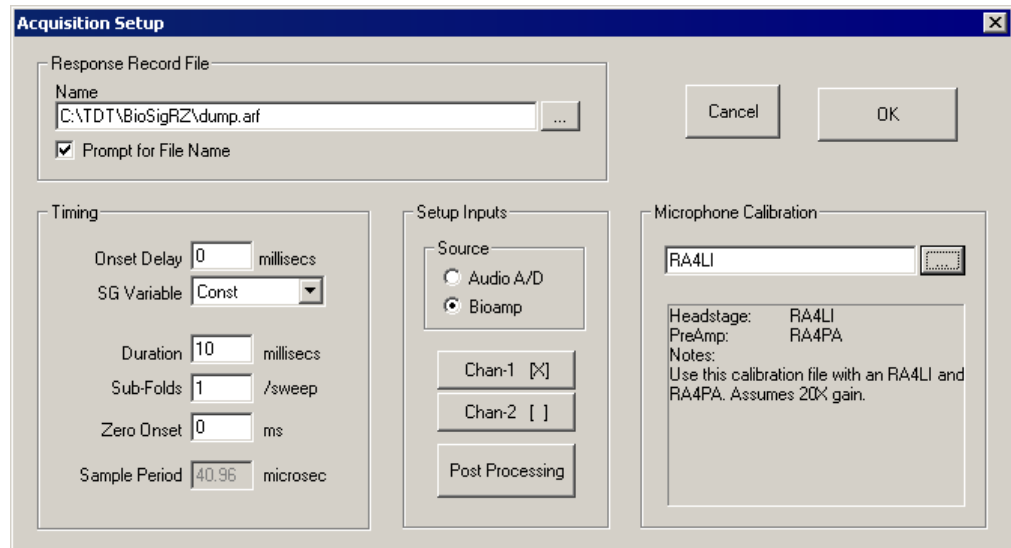 Acquisition Setup
Response Record File
Name
C:\TDT\BioSigRZ\dump.arf
...
Prompt for File Name
Cancel
OK
Timing
Onset Delay 0 millisecs
SG Variable Const
Duration 10 millisecs
Sub-Folds 1 /sweep
Zero Onset 0 ms
Sample Period 40.96 microsec
Setup Inputs
Source
Audio A/D
Bioamp
Chan-1 [X]
Chan-2 [ ]
Post Processing
Microphone Calibration
RA4LI
...
Headstage: RA4LI
PreAmp: RA4PA
Notes:
Use this calibration file with an RA4LI and
RA4PA. Assumes 20X gain.